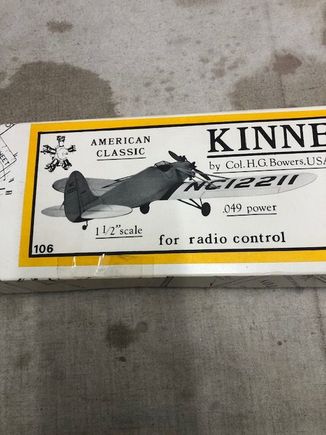 AMERICAN
CLASSIC
KINNE
by Col. H.G. Bowers, USA
NC12211
.049 power
1 1/2" scale
for radio control
106